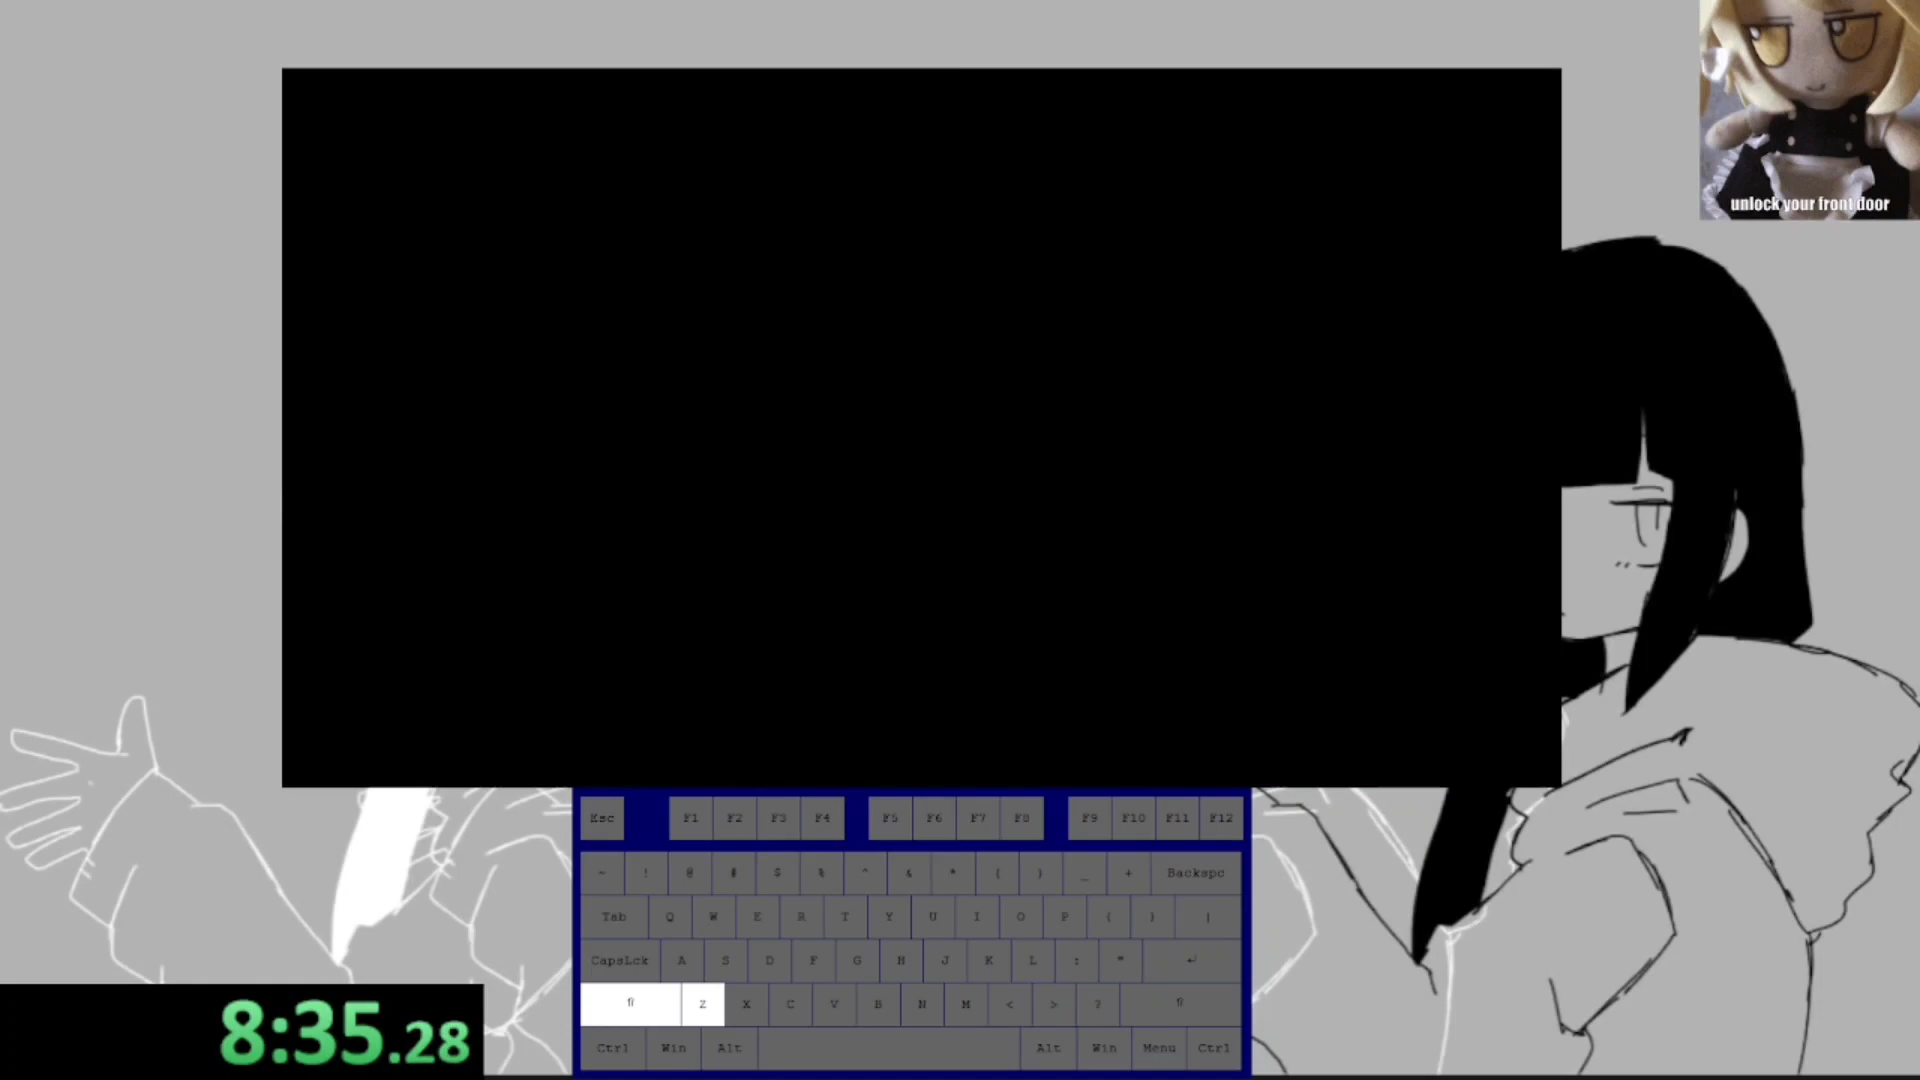 unlock your front door
Esc F1 F2 F3 F4 F5 F6 F7 F8 F9 F10 F11 F12
~ ! @ # $ % ^ & * ( ) _ + Backspc
Tab Q W E R T Y U I O P { } |
CapsLck A S D F G H J K L : " ↵
⇧ Z X C V B N M < > ? ⇧
Ctrl Win Alt Alt Win Menu Ctrl
8:35.28